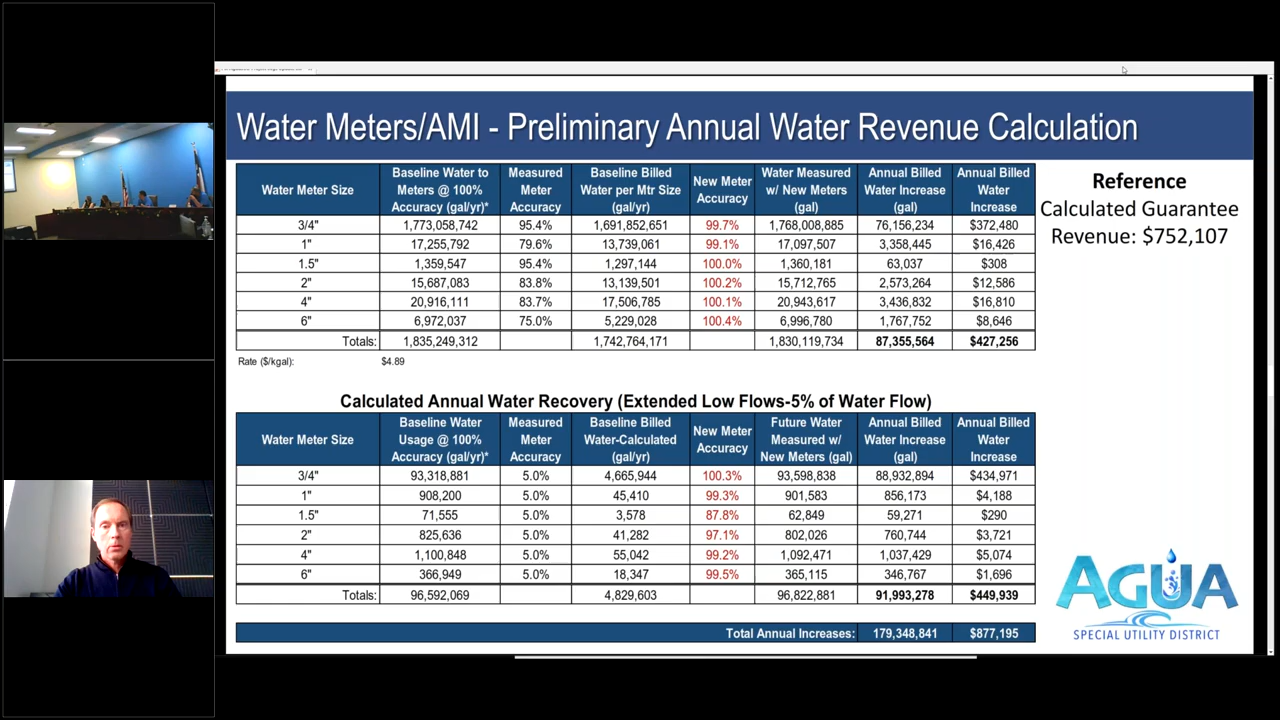 Water Meters/AMI - Preliminary Annual Water Revenue Calculation
Water Meter Size Baseline Water to Meters @ 100% Accuracy (gal/yr)* Measured Meter Accuracy Baseline Billed Water per Mtr Size (gal/yr) New Meter Accuracy Water Measured w/ New Meters (gal) Annual Billed Water Increase (gal) Annual Billed Water Increase
3/4" 1,773,058,742 95.4% 1,691,852,651 99.7% 1,768,008,885 76,156,234 $372,480
1" 17,255,792 79.6% 13,739,061 99.1% 17,097,507 3,358,445 $16,426
1.5" 1,359,547 95.4% 1,297,144 100.0% 1,360,181 63,037 $308
2" 15,687,083 83.8% 13,139,501 100.2% 15,712,765 2,573,264 $12,586
4" 20,916,111 83.7% 17,506,785 100.1% 20,943,617 3,436,832 $16,810
6" 6,972,037 75.0% 5,229,028 100.4% 6,996,780 1,767,752 $8,646
Totals: 1,835,249,312 1,742,764,171 1,830,119,734 87,355,564 $427,256
Rate ($/kgal): $4.89
Reference
Calculated Guarantee
Revenue: $752,107
Calculated Annual Water Recovery (Extended Low Flows-5% of Water Flow)
Water Meter Size Baseline Water Usage @ 100% Accuracy (gal/yr)* Measured Meter Accuracy Baseline Billed Water-Calculated (gal/yr) New Meter Accuracy Future Water Measured w/ New Meters (gal) Annual Billed Water Increase (gal) Annual Billed Water Increase
3/4" 93,318,881 5.0% 4,665,944 100.3% 93,598,838 88,932,894 $434,971
1" 908,200 5.0% 45,410 99.3% 901,583 856,173 $4,188
1.5" 71,555 5.0% 3,578 87.8% 62,849 59,271 $290
2" 825,636 5.0% 41,282 97.1% 802,026 760,744 $3,721
4" 1,100,848 5.0% 55,042 99.2% 1,092,471 1,037,429 $5,074
6" 366,949 5.0% 18,347 99.5% 365,115 346,767 $1,696
Totals: 96,592,069 4,829,603 96,822,881 91,993,278 $449,939
Total Annual Increases: 179,348,841 $877,195
AGUA
SPECIAL UTILITY DISTRICT